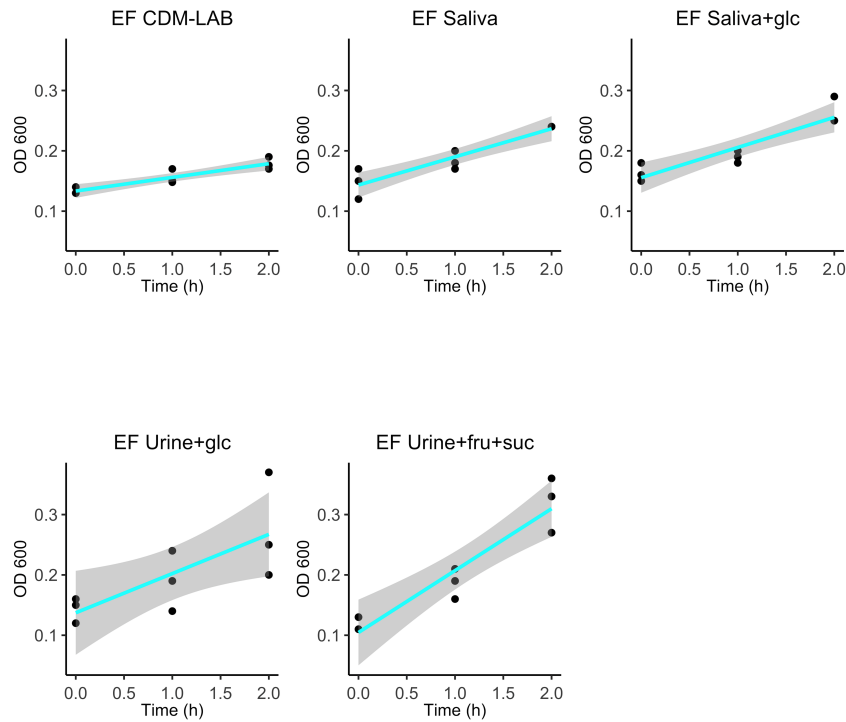 EF CDM-LAB
OD 600
0.3
0.2
0.1
0.0 0.5 1.0 1.5 2.0
Time (h)
EF Saliva
OD 600
0.3
0.2
0.1
0.0 0.5 1.0 1.5 2.0
Time (h)
EF Saliva+glc
OD 600
0.3
0.2
0.1
0.0 0.5 1.0 1.5 2.0
Time (h)
EF Urine+glc
OD 600
0.3
0.2
0.1
0.0 0.5 1.0 1.5 2.0
Time (h)
EF Urine+fru+suc
OD 600
0.3
0.2
0.1
0.0 0.5 1.0 1.5 2.0
Time (h)